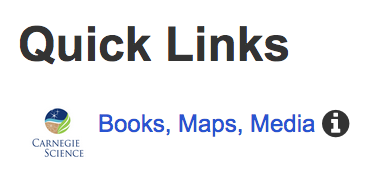 Quick Links
Books, Maps, Media i
CARNEGIE
SCIENCE